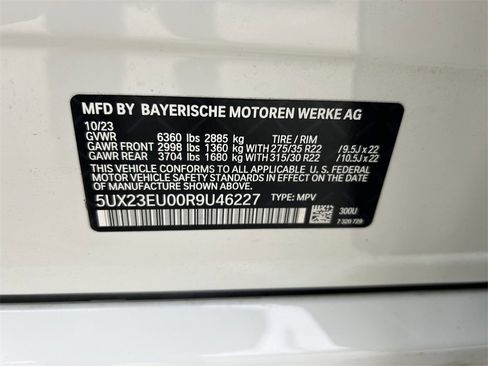 MFD BY BAYERISCHE MOTOREN WERKE AG
10/23
GVWR 6360 lbs 2885 kg TIRE / RIM
GAWR FRONT 2998 lbs 1360 kg WITH 275/35 R22 / 9.5J x 22
GAWR REAR 3704 lbs 1680 kg WITH 315/30 R22 / 10.5J x 22
THIS VEHICLE CONFORMS TO ALL APPLICABLE U.S. FEDERAL
MOTOR VEHICLE SAFETY STANDARDS IN EFFECT ON
THE DATE OF MANUFACTURE SHOWN ABOVE.
5UX23EU00R9U46227 TYPE: MPV
300U
7 320 729